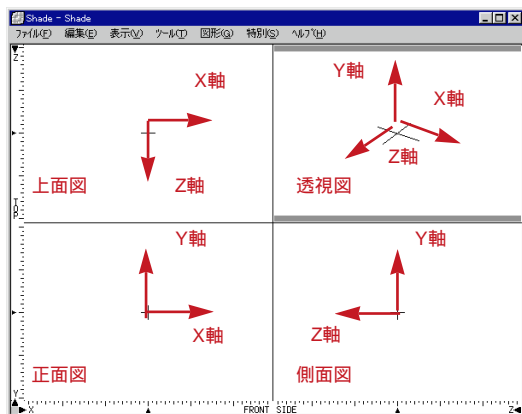 Shade - Shade
ファイル(F) 編集(E) 表示(V) ツール(T) 図形(G) 特別(S) ヘルプ(H)
Z
X軸
Z軸
上面図
TOP
Y軸
X軸
Z軸
透視図
Y軸
X軸
正面図
Y
X
FRONT
Y軸
Z軸
側面図
SIDE
Z